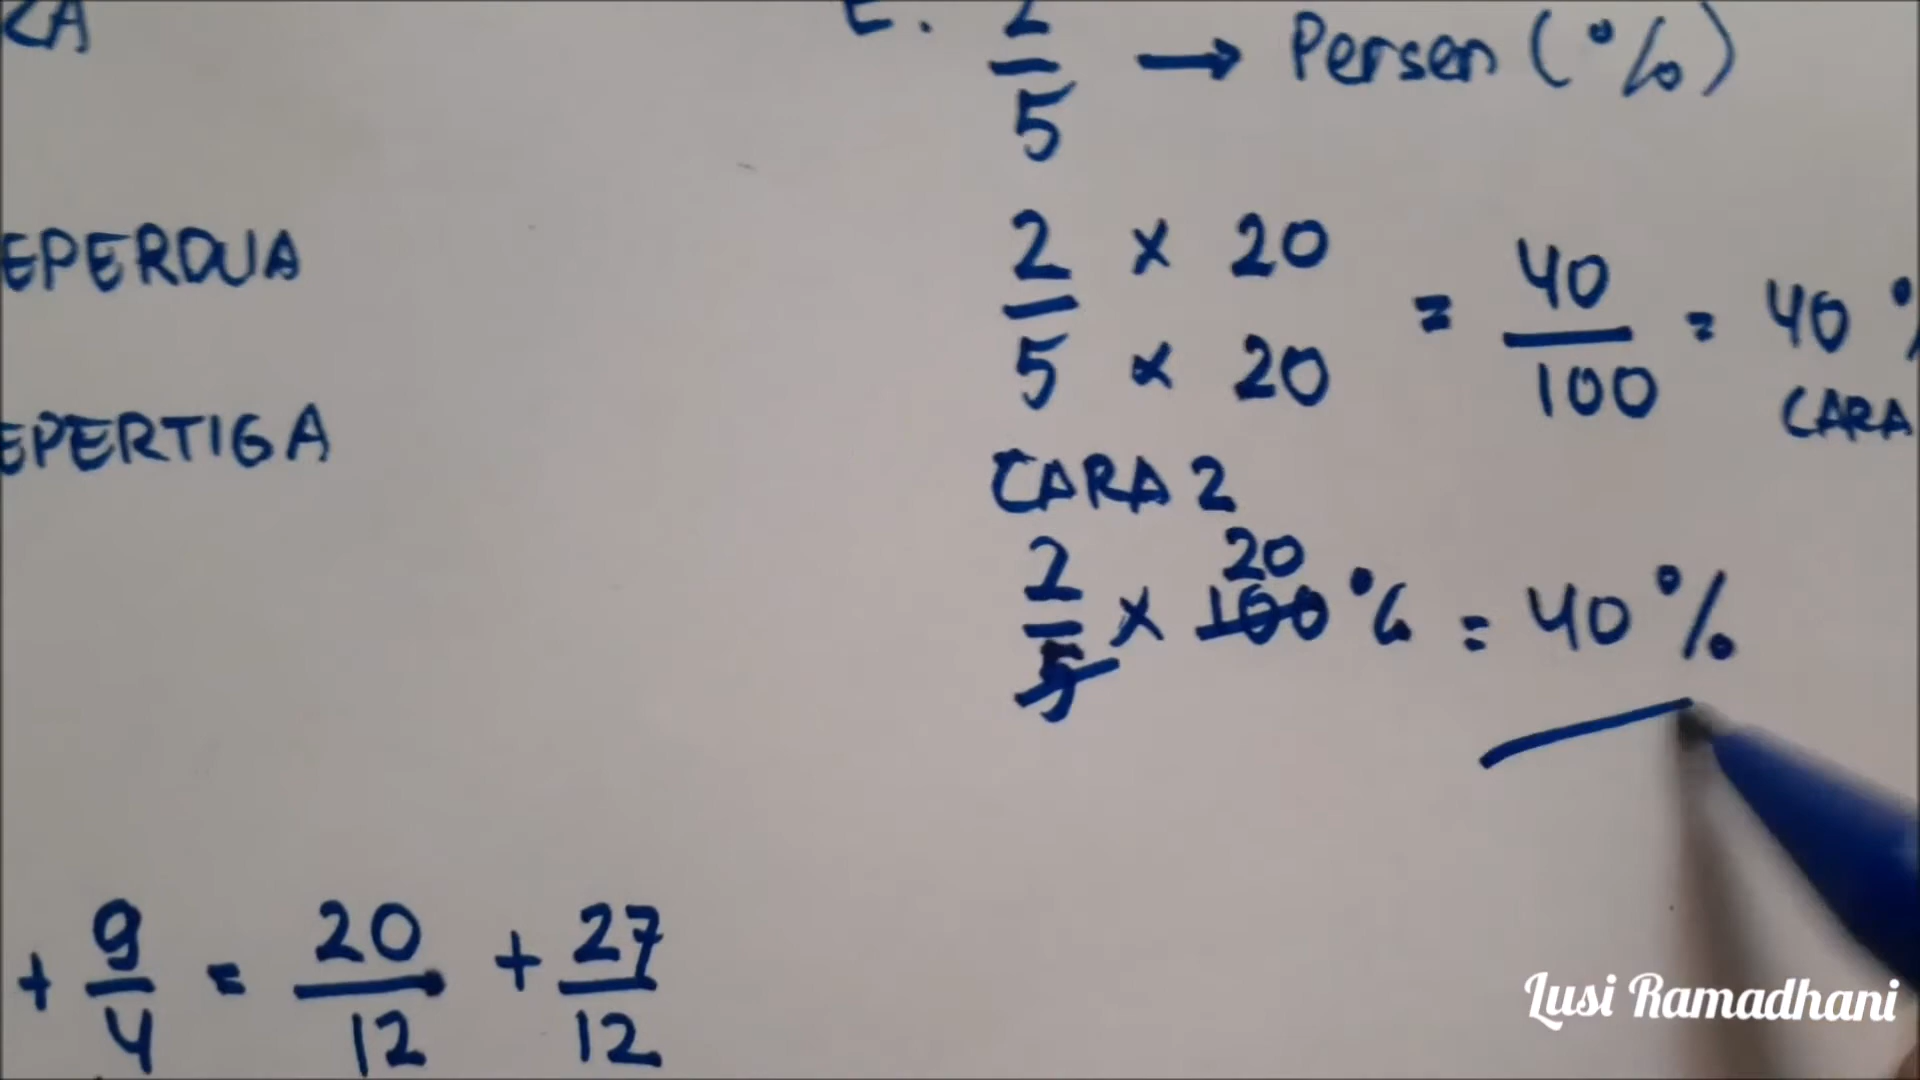 E. 2/5 → Persen (%)
EPERDUA
2 × 20 / 5 × 20 = 40/100 = 40 %
CARA
EPERTIGA
CARA 2
2/5 × 100 % = 40 %
20
+ 9/4 = 20/12 + 27/12
Lusi Ramadhani